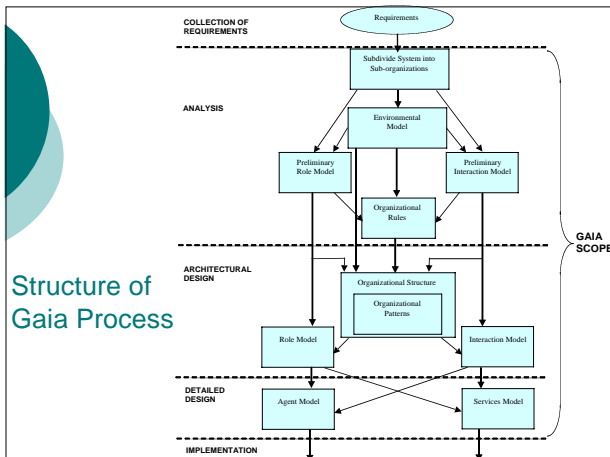 COLLECTION OF
REQUIREMENTS
Requirements
Subdivide System into
Sub-organizations
ANALYSIS
Environmental
Model
Preliminary
Role Model
Preliminary
Interaction Model
Organizational
Rules
GAIA
SCOPE
ARCHITECTURAL
DESIGN
Structure of
Gaia Process
Organizational Structure
Organizational
Patterns
Role Model
Interaction Model
DETAILED
DESIGN
Agent Model
Services Model
IMPLEMENTATION